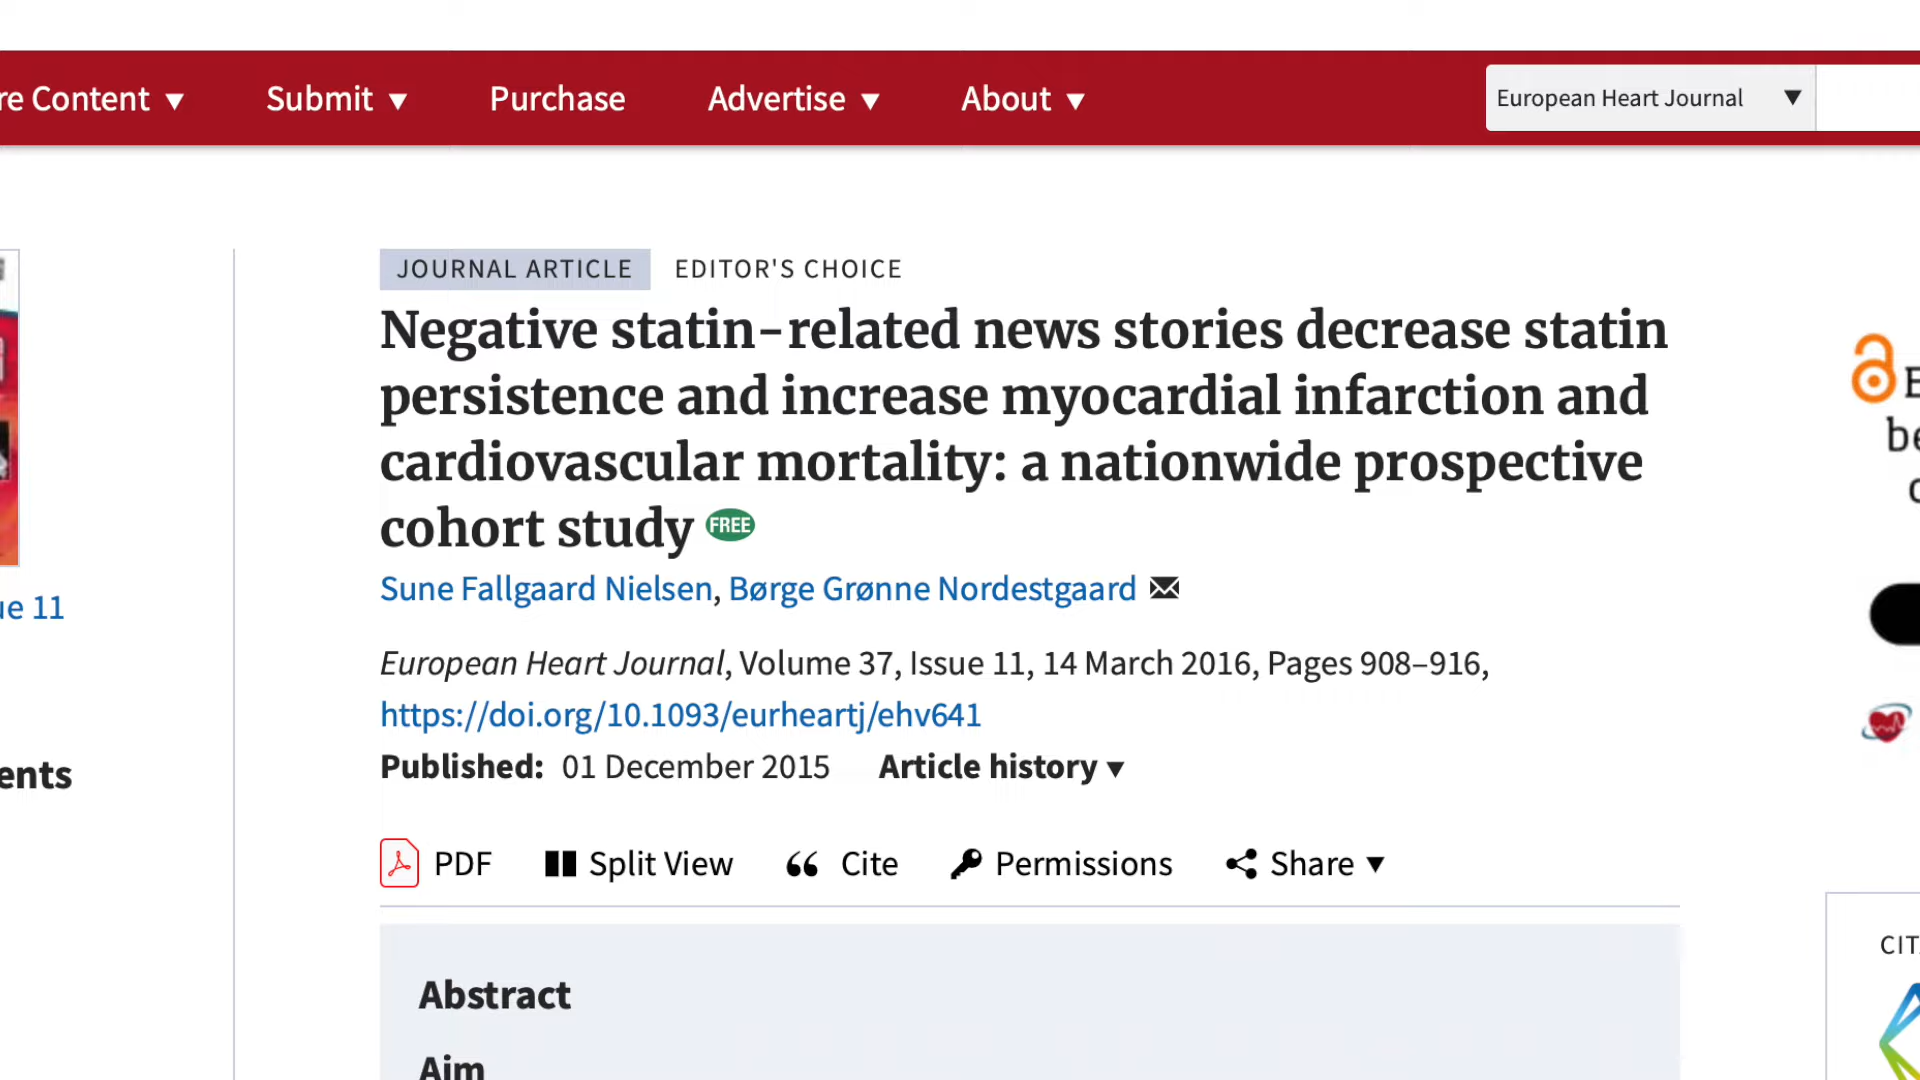 re Content ▼ Submit ▼ Purchase Advertise ▼ About ▼ European Heart Journal ▼
JOURNAL ARTICLE EDITOR'S CHOICE
Negative statin-related news stories decrease statin
persistence and increase myocardial infarction and
cardiovascular mortality: a nationwide prospective
cohort study FREE
Sune Fallgaard Nielsen, Børge Grønne Nordestgaard
European Heart Journal, Volume 37, Issue 11, 14 March 2016, Pages 908–916,
https://doi.org/10.1093/eurheartj/ehv641
Published: 01 December 2015 Article history ▼
PDF Split View Cite Permissions Share ▼
Abstract
Aim
ue 11
ents
be
CIT